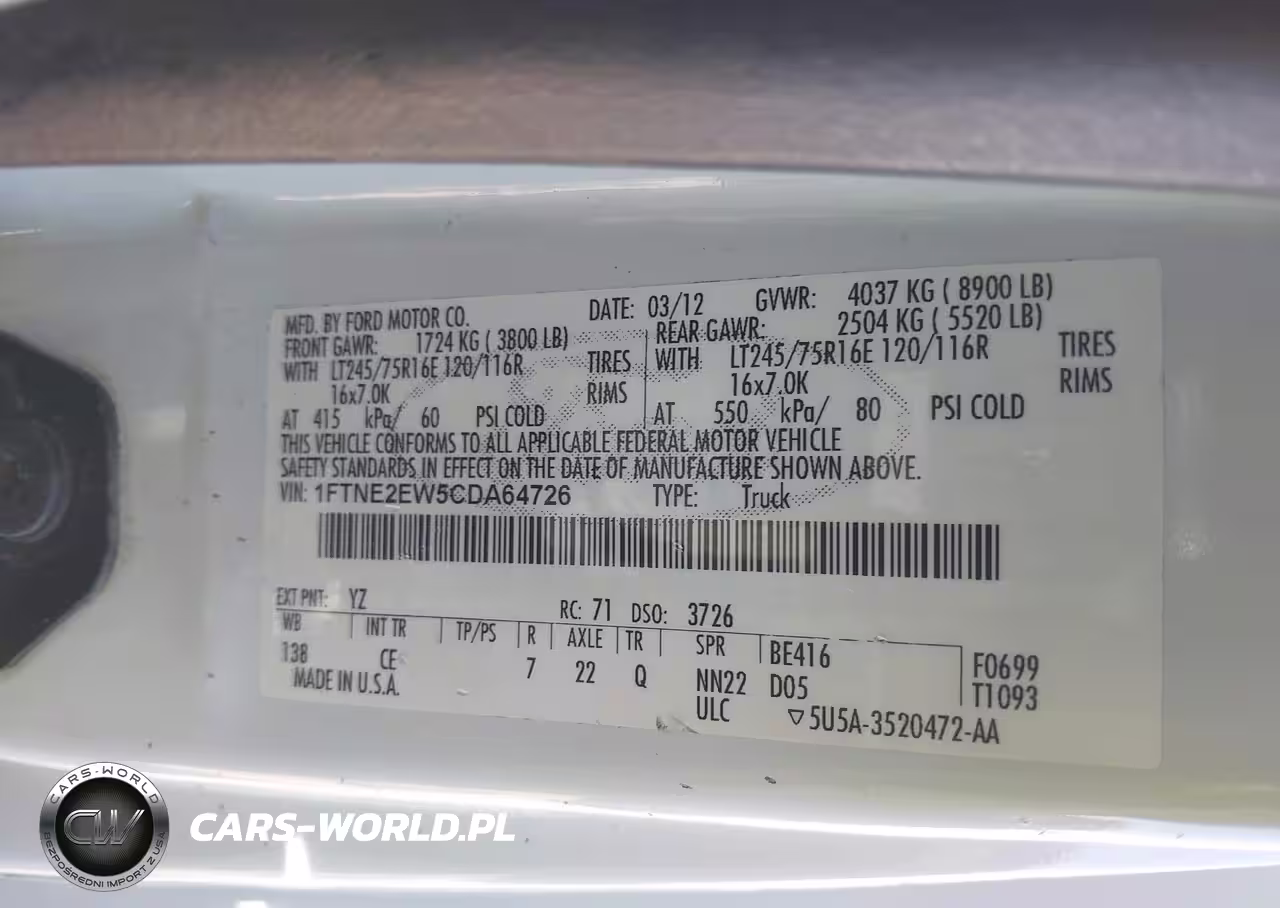 MFD. BY FORD MOTOR CO. DATE: 03/12 GVWR: 4037 KG ( 8900 LB)
FRONT GAWR: 1724 KG ( 3800 LB) REAR GAWR: 2504 KG ( 5520 LB)
WITH LT245/75R16E 120/116R TIRES WITH LT245/75R16E 120/116R TIRES
16x7.0K RIMS 16x7.0K RIMS
AT 415 kPa/ 60 PSI COLD AT 550 kPa/ 80 PSI COLD
THIS VEHICLE CONFORMS TO ALL APPLICABLE FEDERAL MOTOR VEHICLE
SAFETY STANDARDS IN EFFECT ON THE DATE OF MANUFACTURE SHOWN ABOVE.
VIN: 1FTNE2EW5CDA64726 TYPE: Truck
EXT PNT: YZ RC: 71 DSO: 3726
WB INT TR TP/PS R AXLE TR SPR BE416 F0699
138 CE 7 22 Q NN22 D05 T1093
MADE IN U.S.A. ULC ▽5U5A-3520472-AA
CARS-WORLD
CW
BEZPOŚREDNI IMPORT Z USA
CARS-WORLD.PL